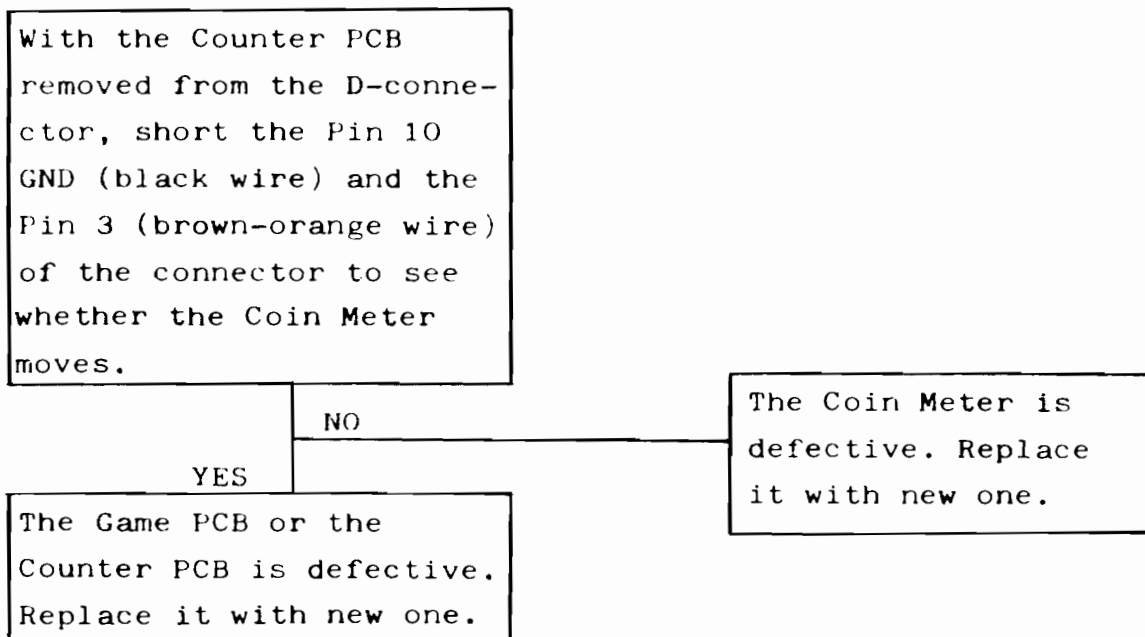 With the Counter PCB
removed from the D-conne-
ctor, short the Pin 10
GND (black wire) and the
Pin 3 (brown-orange wire)
of the connector to see
whether the Coin Meter
moves.
NO
The Coin Meter is
defective. Replace
it with new one.
YES
The Game PCB or the
Counter PCB is defective.
Replace it with new one.